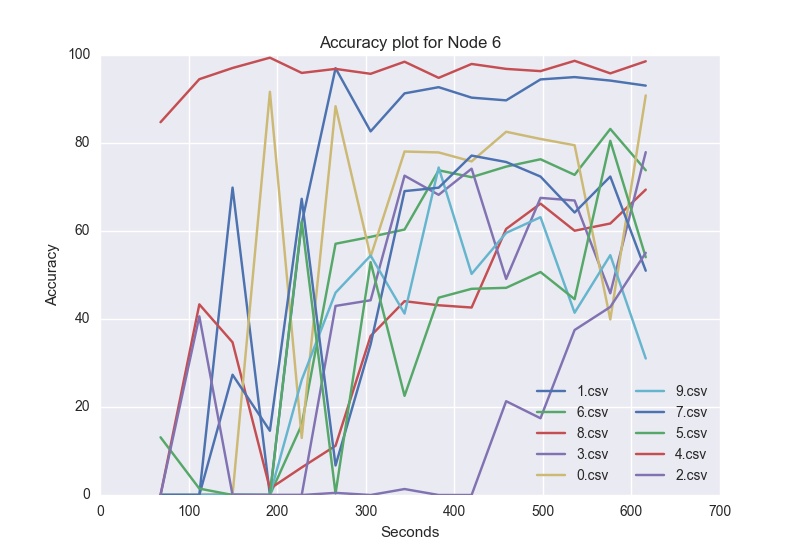 Accuracy plot for Node 6
100
80
60
40
20
0
Accuracy
0 100 200 300 400 500 600 700
Seconds
1.csv 9.csv
6.csv 7.csv
8.csv 5.csv
3.csv 4.csv
0.csv 2.csv